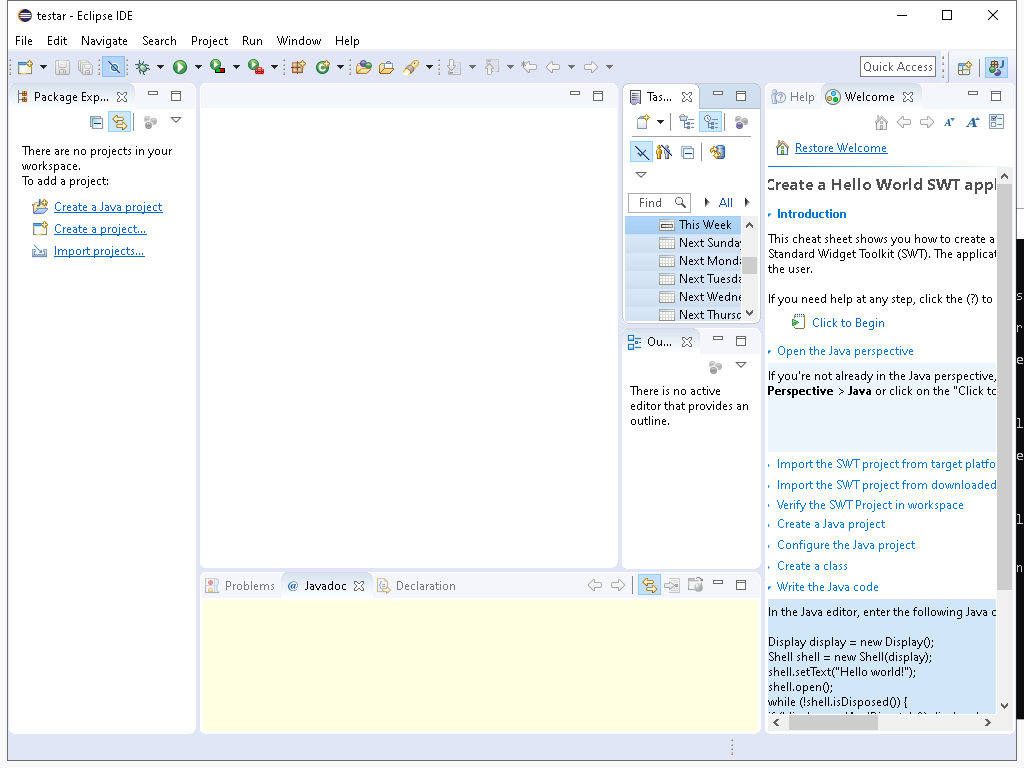 testar - Eclipse IDE
File Edit Navigate Search Project Run Window Help
Quick Access
Package Exp...
There are no projects in your
workspace.
To add a project:
Create a Java project
Create a project...
Import projects...
Tas...
Find
All
This Week
Next Sunday
Next Monda
Next Tuesda
Next Wedne
Next Thursd
Ou...
There is no active
editor that provides an
outline.
Help Welcome
Restore Welcome
Create a Hello World SWT appl
Introduction
This cheat sheet shows you how to create a
Standard Widget Toolkit (SWT). The applicat
the user.
If you need help at any step, click the (?) to
Click to Begin
Open the Java perspective
If you're not already in the Java perspective,
Perspective > Java or click on the "Click to
Import the SWT project from target platfo
Import the SWT project from downloaded
Verify the SWT Project in workspace
Create a Java project
Configure the Java project
Create a class
Write the Java code
In the Java editor, enter the following Java c
Display display = new Display();
Shell shell = new Shell(display);
shell.setText("Hello world!");
shell.open();
while (!shell.isDisposed()) {
Problems @ Javadoc Declaration